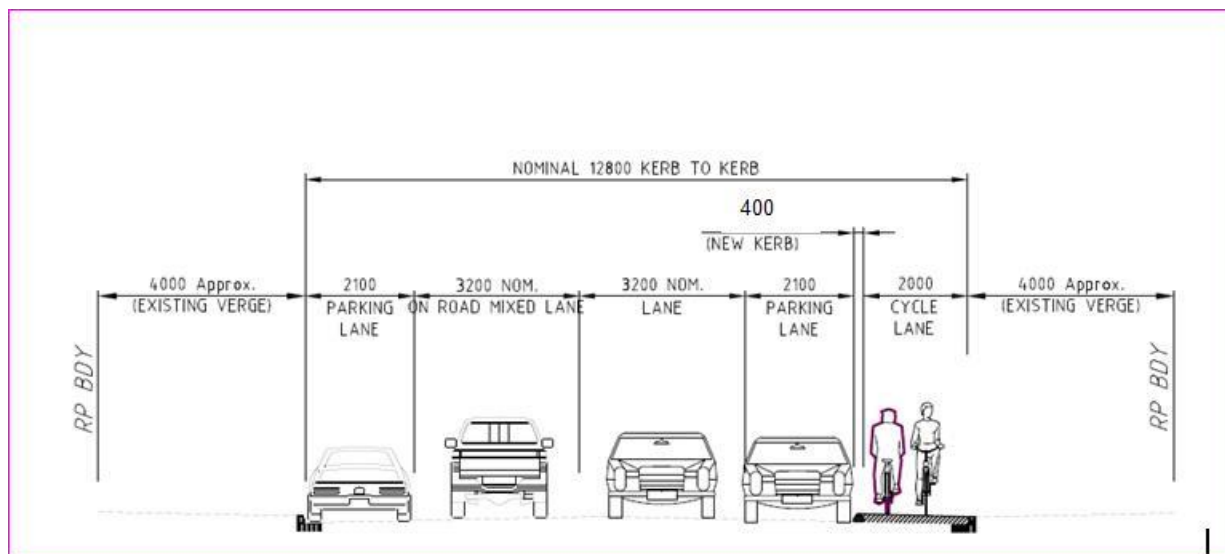 NOMINAL 12800 KERB TO KERB
400
(NEW KERB)
4000 Approx.
(EXISTING VERGE)
2100
PARKING
LANE
3200 NOM.
ON ROAD MIXED LANE
3200 NOM.
LANE
2100
PARKING
LANE
2000
CYCLE
LANE
4000 Approx.
(EXISTING VERGE)
RP BDY
RP BDY